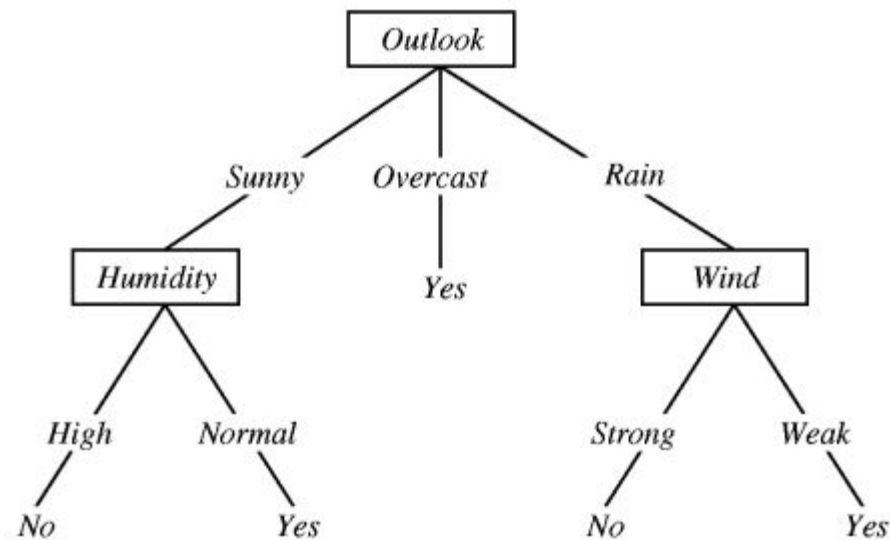 Outlook
Sunny Overcast Rain
Humidity Yes Wind
High Normal Strong Weak
No Yes No Yes